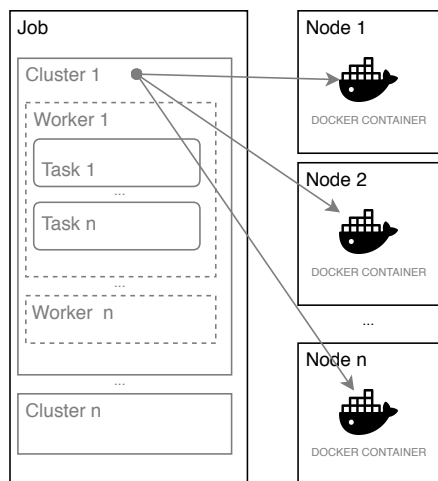 Job
Cluster 1
Worker 1
Task 1
...
Task n
...
Worker n
...
Cluster n
Node 1
DOCKER CONTAINER
Node 2
DOCKER CONTAINER
...
Node n
DOCKER CONTAINER